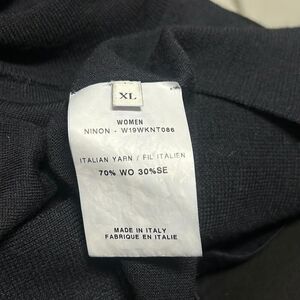 XL
WOMEN
NINON - W19WKNT086
ITALIAN YARN / FIL ITALIEN
70% WO 30%SE
MADE IN ITALY
FABRIQUE EN ITALIE